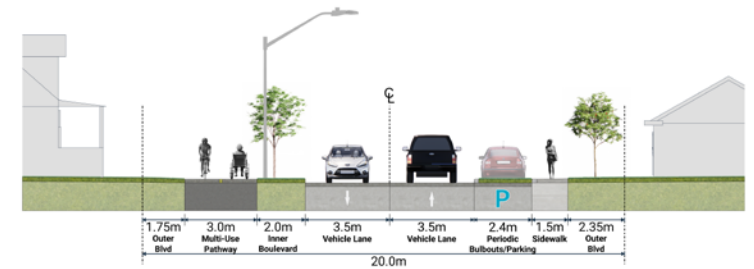 ℄
P
1.75m 3.0m 2.0m 3.5m 3.5m 2.4m 1.5m 2.35m
Outer Multi-Use Inner Vehicle Lane Vehicle Lane Periodic Sidewalk Outer
Blvd Pathway Boulevard Bulbouts/Parking Blvd
20.0m